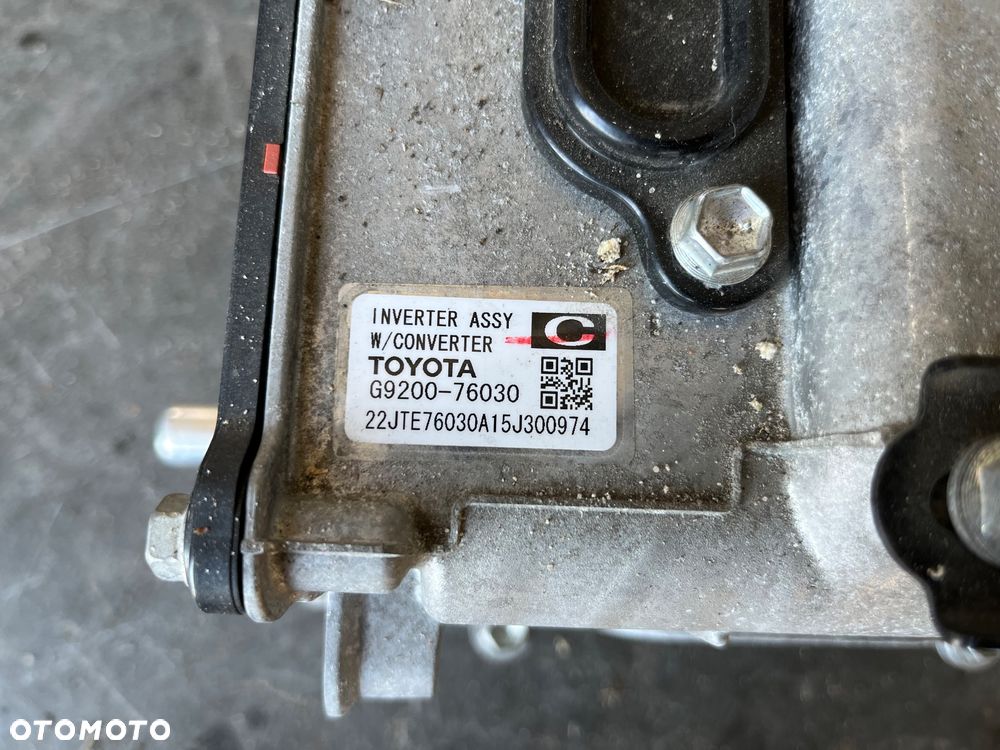 INVERTER ASSY
W/CONVERTER
C
TOYOTA
G9200-76030
22JTE76030A15J300974
OTOMOTO